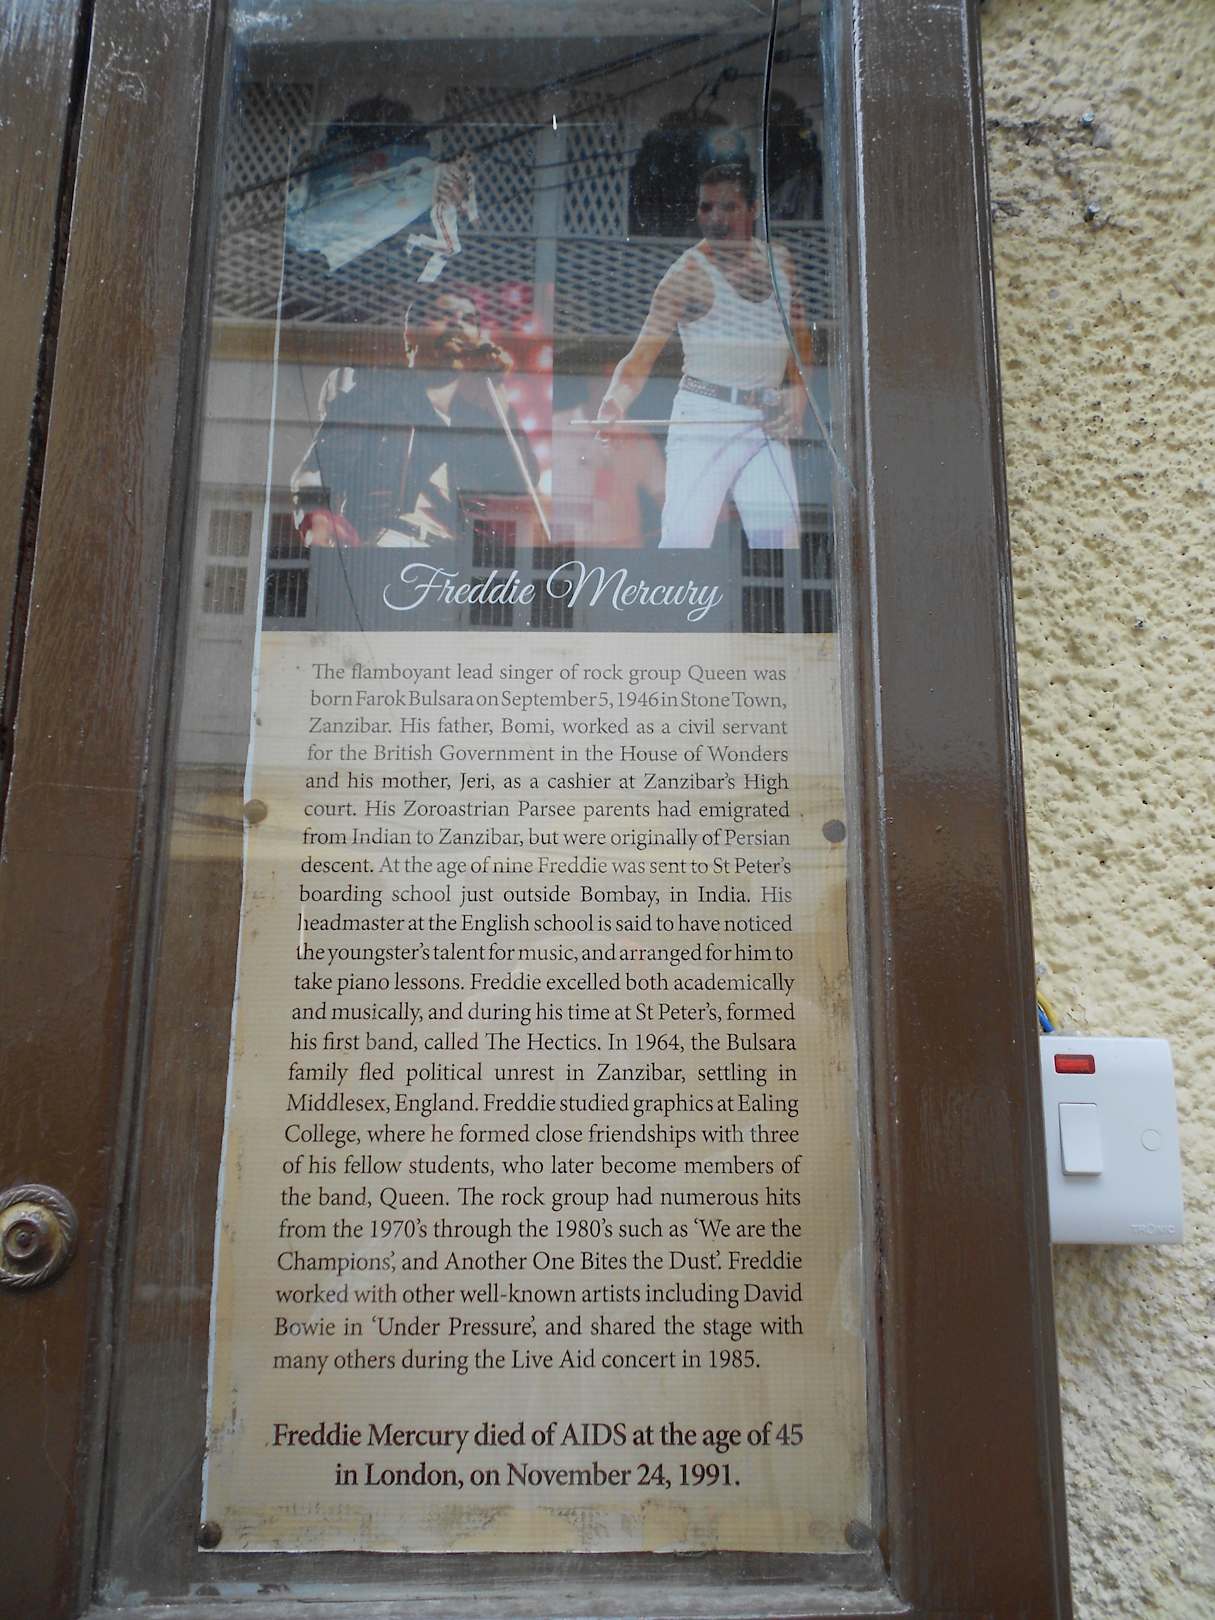 Freddie Mercury
The flamboyant lead singer of rock group Queen was
born Farok Bulsara on September 5, 1946 in Stone Town,
Zanzibar. His father, Bomi, worked as a civil servant
for the British Government in the House of Wonders
and his mother, Jeri, as a cashier at Zanzibar's High
court. His Zoroastrian Parsee parents had emigrated
from Indian to Zanzibar, but were originally of Persian
descent. At the age of nine Freddie was sent to St Peter's
boarding school just outside Bombay, in India. His
headmaster at the English school is said to have noticed
the youngster's talent for music, and arranged for him to
take piano lessons. Freddie excelled both academically
and musically, and during his time at St Peter's, formed
his first band, called The Hectics. In 1964, the Bulsara
family fled political unrest in Zanzibar, settling in
Middlesex, England. Freddie studied graphics at Ealing
College, where he formed close friendships with three
of his fellow students, who later become members of
the band, Queen. The rock group had numerous hits
from the 1970's through the 1980's such as 'We are the
Champions', and Another One Bites the Dust'. Freddie
worked with other well-known artists including David
Bowie in 'Under Pressure', and shared the stage with
many others during the Live Aid concert in 1985.
Freddie Mercury died of AIDS at the age of 45
in London, on November 24, 1991.
TRONIC